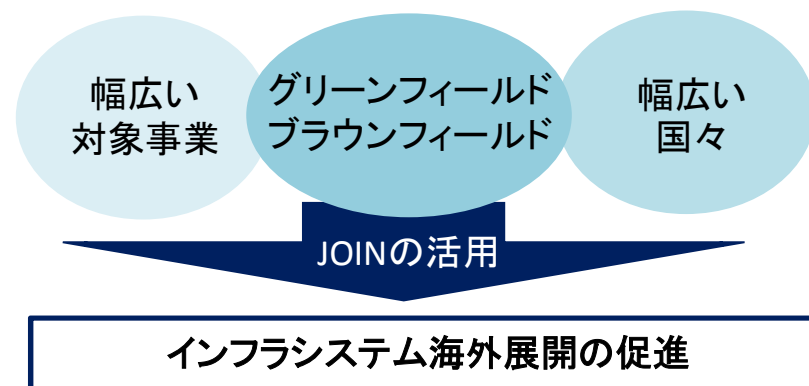 幅広い
対象事業
グリーンフィールド
ブラウンフィールド
幅広い
国々
JOINの活用
インフラシステム海外展開の促進